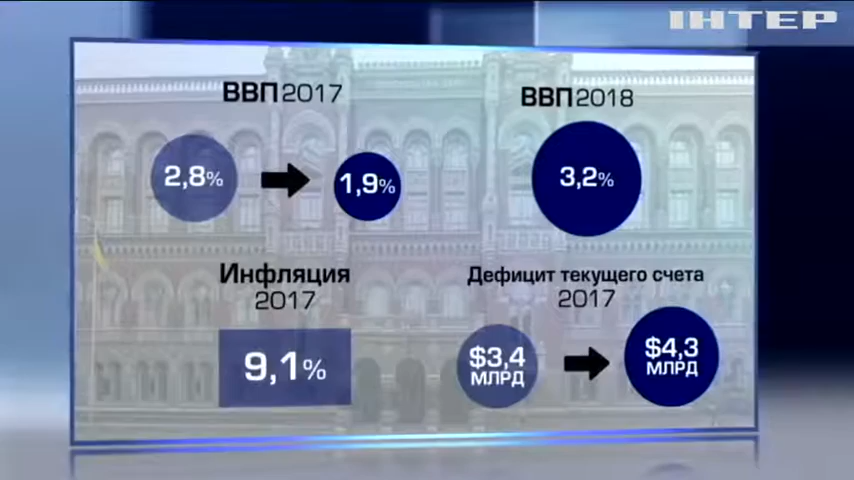 ІНТЕР
ВВП2017
2,8%
1,9%
ВВП2018
3,2%
Инфляция
2017
9,1%
Дефицит текущего счета
2017
$3,4
МЛРД
$4,3
МЛРД